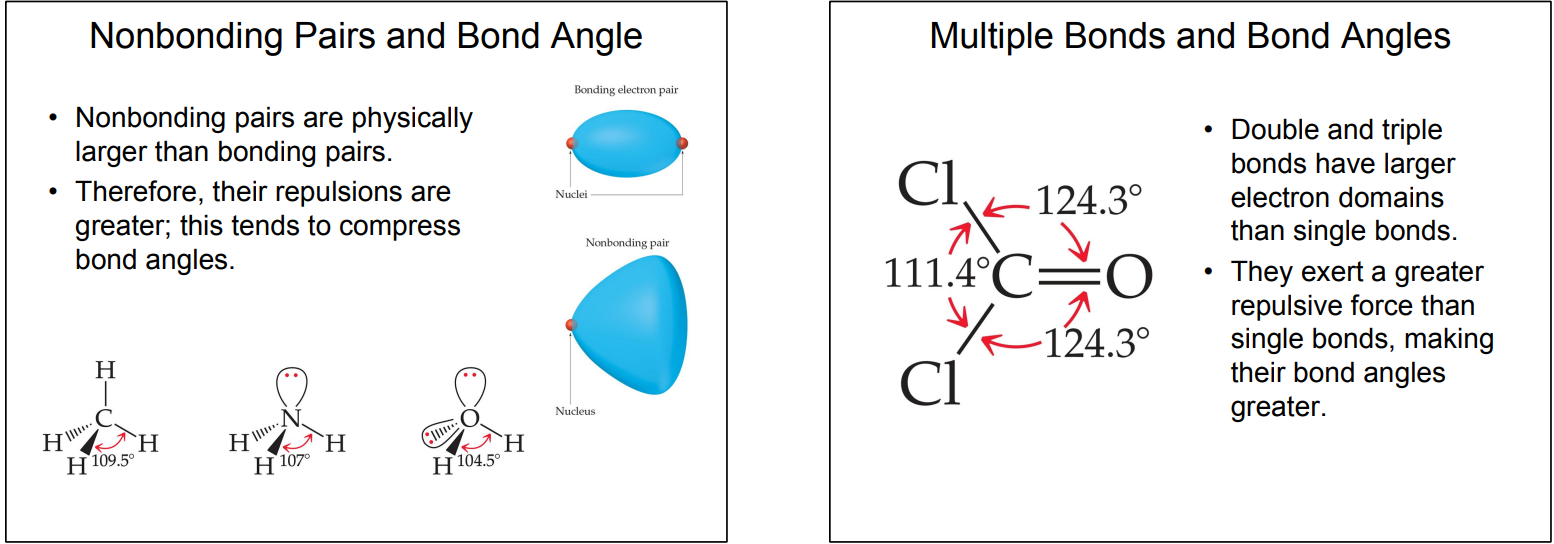 Nonbonding Pairs and Bond Angle
• Nonbonding pairs are physically
larger than bonding pairs.
• Therefore, their repulsions are
greater; this tends to compress
bond angles.
Bonding electron pair
Nuclei
Nonbonding pair
Nucleus
H
C
H H
H 109.5°
N
H H
H 107°
O
H
H 104.5°
Multiple Bonds and Bond Angles
Cl 124.3°
111.4° C O
124.3°
Cl
• Double and triple
bonds have larger
electron domains
than single bonds.
• They exert a greater
repulsive force than
single bonds, making
their bond angles
greater.